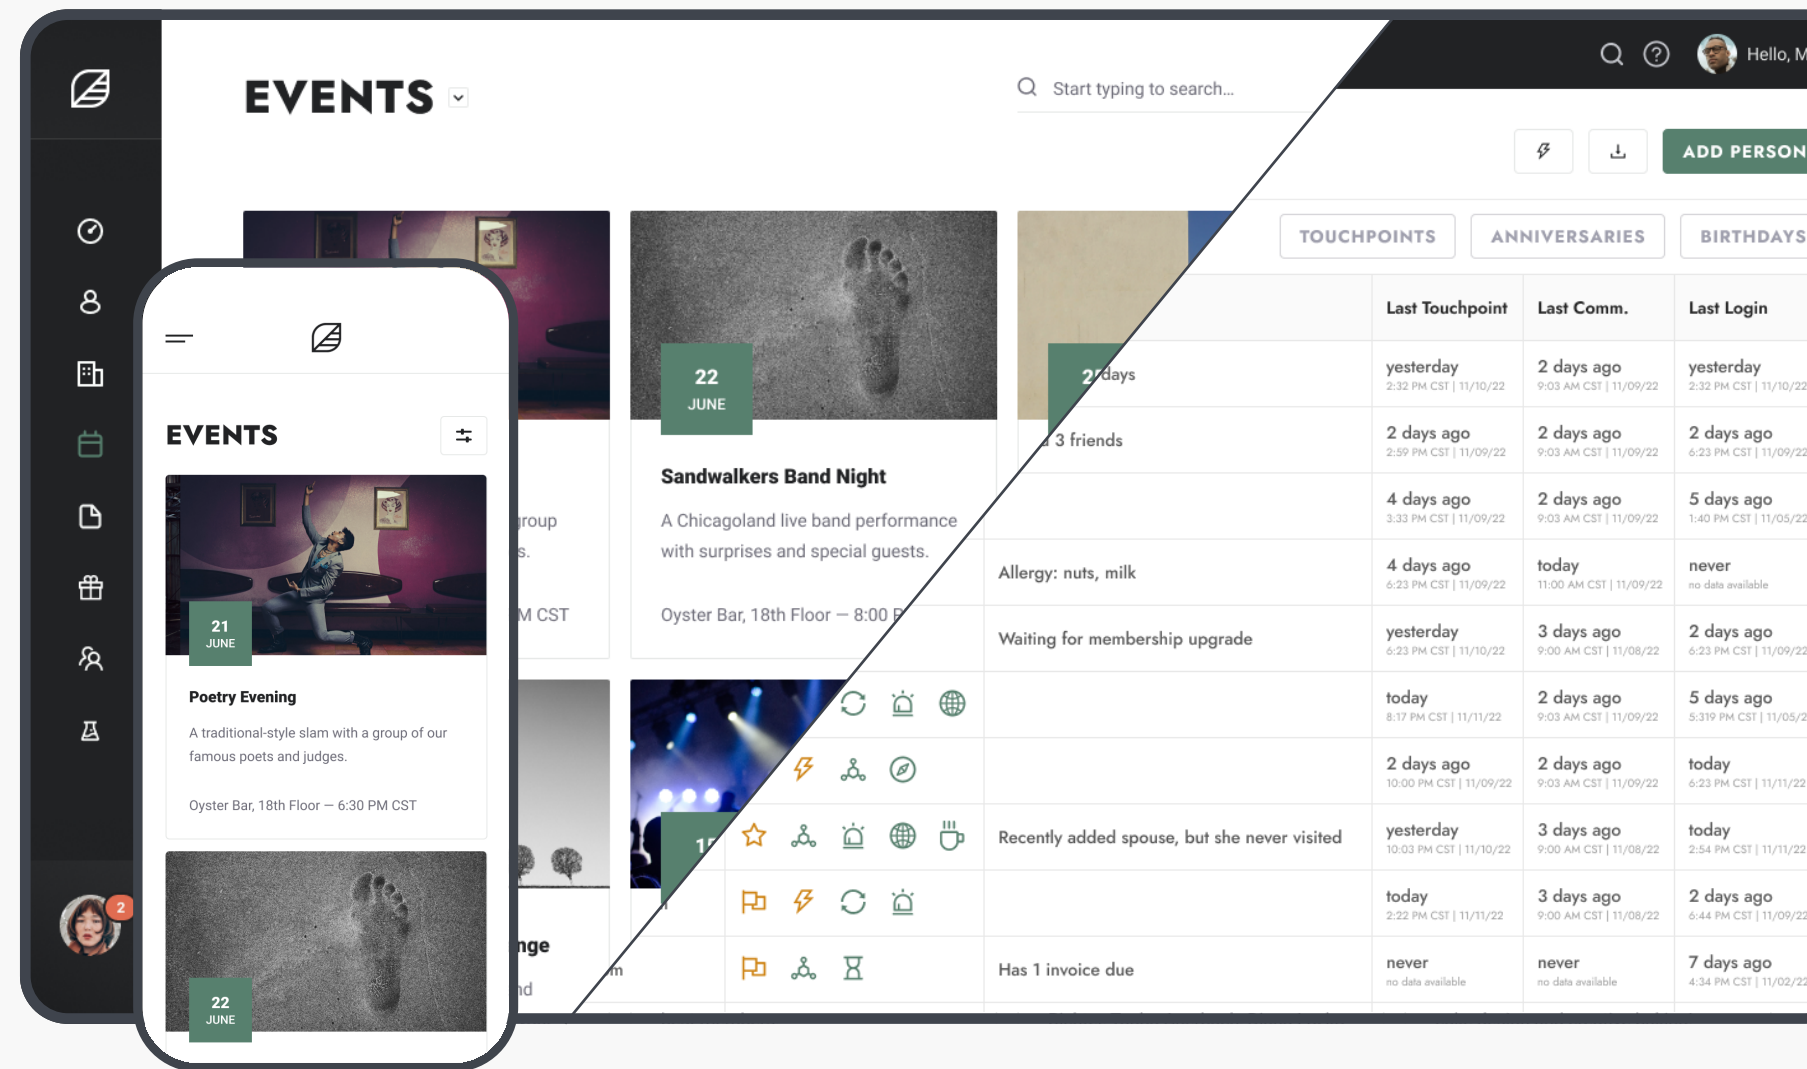 EVENTS
Start typing to search...
Hello, M
ADD PERSON
TOUCHPOINTS
ANNIVERSARIES
BIRTHDAYS
Last Touchpoint
Last Comm.
Last Login
days
yesterday
2:32 PM CST | 11/10/22
2 days ago
9:03 AM CST | 11/09/22
yesterday
2:32 PM CST | 11/10/22
3 friends
2 days ago
2:59 PM CST | 11/09/22
2 days ago
9:03 AM CST | 11/09/22
2 days ago
6:23 PM CST | 11/09/22
4 days ago
3:33 PM CST | 11/09/22
2 days ago
9:03 AM CST | 11/09/22
5 days ago
1:40 PM CST | 11/05/22
Allergy: nuts, milk
4 days ago
6:23 PM CST | 11/09/22
today
11:00 AM CST | 11/09/22
never
no data available
Waiting for membership upgrade
yesterday
6:23 PM CST | 11/10/22
3 days ago
9:00 AM CST | 11/08/22
2 days ago
6:23 PM CST | 11/09/22
today
8:17 PM CST | 11/11/22
2 days ago
9:03 AM CST | 11/09/22
5 days ago
5:319 PM CST | 11/05/2
2 days ago
10:00 PM CST | 11/09/22
2 days ago
9:03 AM CST | 11/09/22
today
6:23 PM CST | 11/11/22
Recently added spouse, but she never visited
yesterday
10:03 PM CST | 11/10/22
3 days ago
9:00 AM CST | 11/08/22
today
2:54 PM CST | 11/11/22
today
2:22 PM CST | 11/11/22
3 days ago
9:00 AM CST | 11/08/22
2 days ago
6:44 PM CST | 11/09/22
Has 1 invoice due
never
no data available
never
no data available
7 days ago
4:34 PM CST | 11/02/22
22
JUNE
Sandwalkers Band Night
A Chicagoland live band performance
with surprises and special guests.
Oyster Bar, 18th Floor — 8:00 P
group
s.
M CST
nge
nd
2
EVENTS
21
JUNE
Poetry Evening
A traditional-style slam with a group of our
famous poets and judges.
Oyster Bar, 18th Floor — 6:30 PM CST
22
JUNE